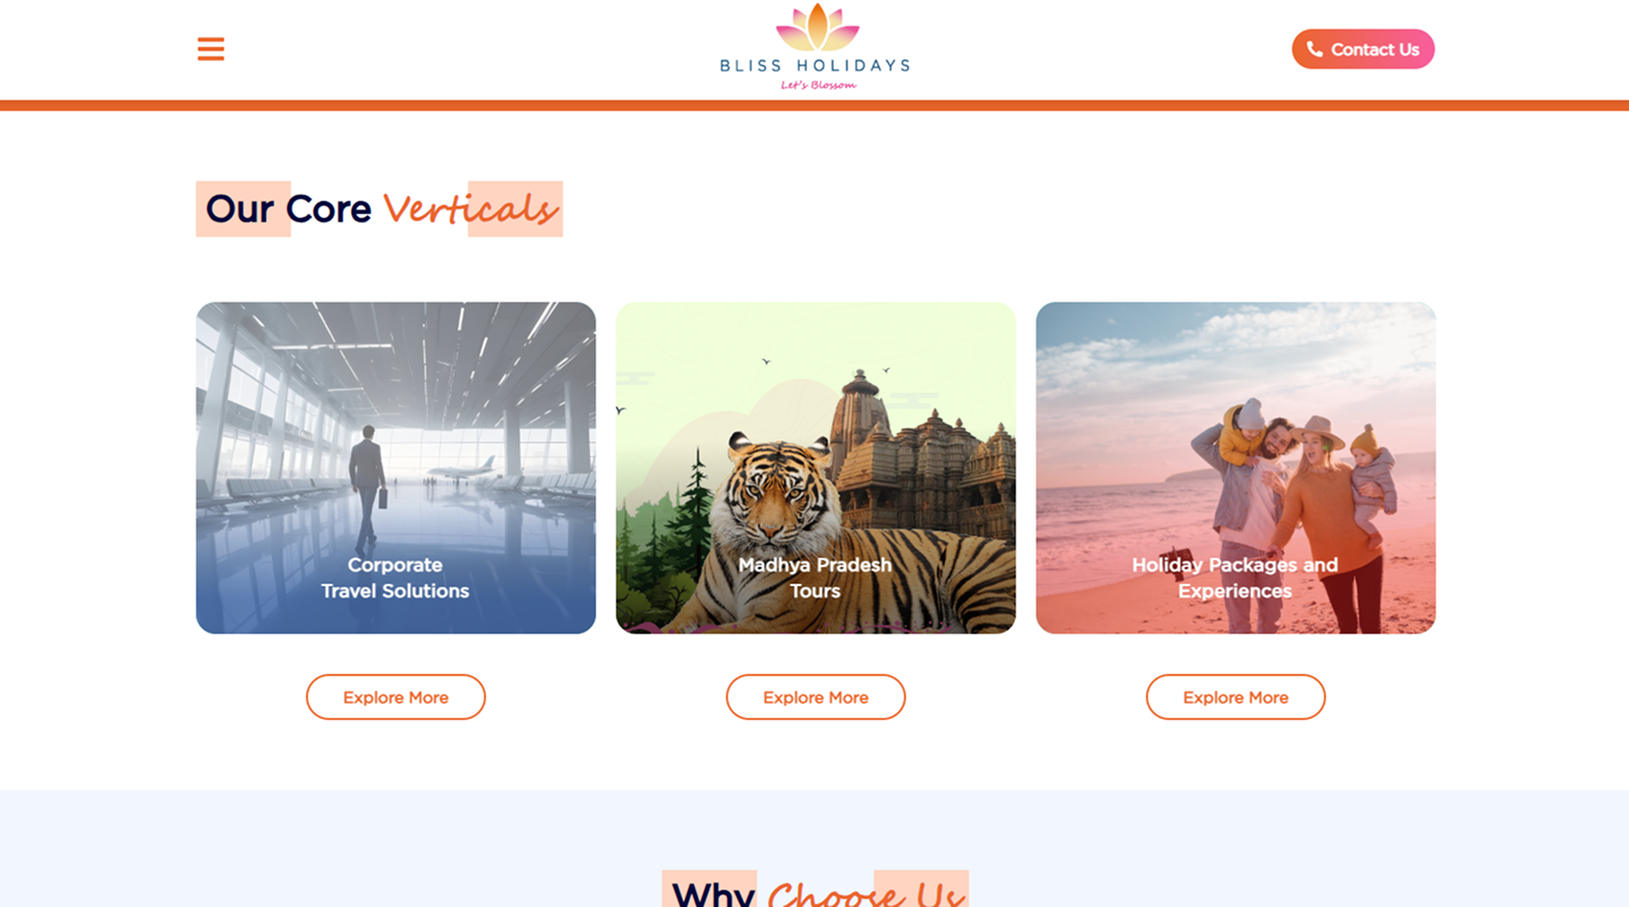 BLISS HOLIDAYS
Let's Blossom
Contact Us
Our Core Verticals
Corporate
Travel Solutions
Madhya Pradesh
Tours
Holiday Packages and
Experiences
Explore More
Explore More
Explore More
Why Choose Us